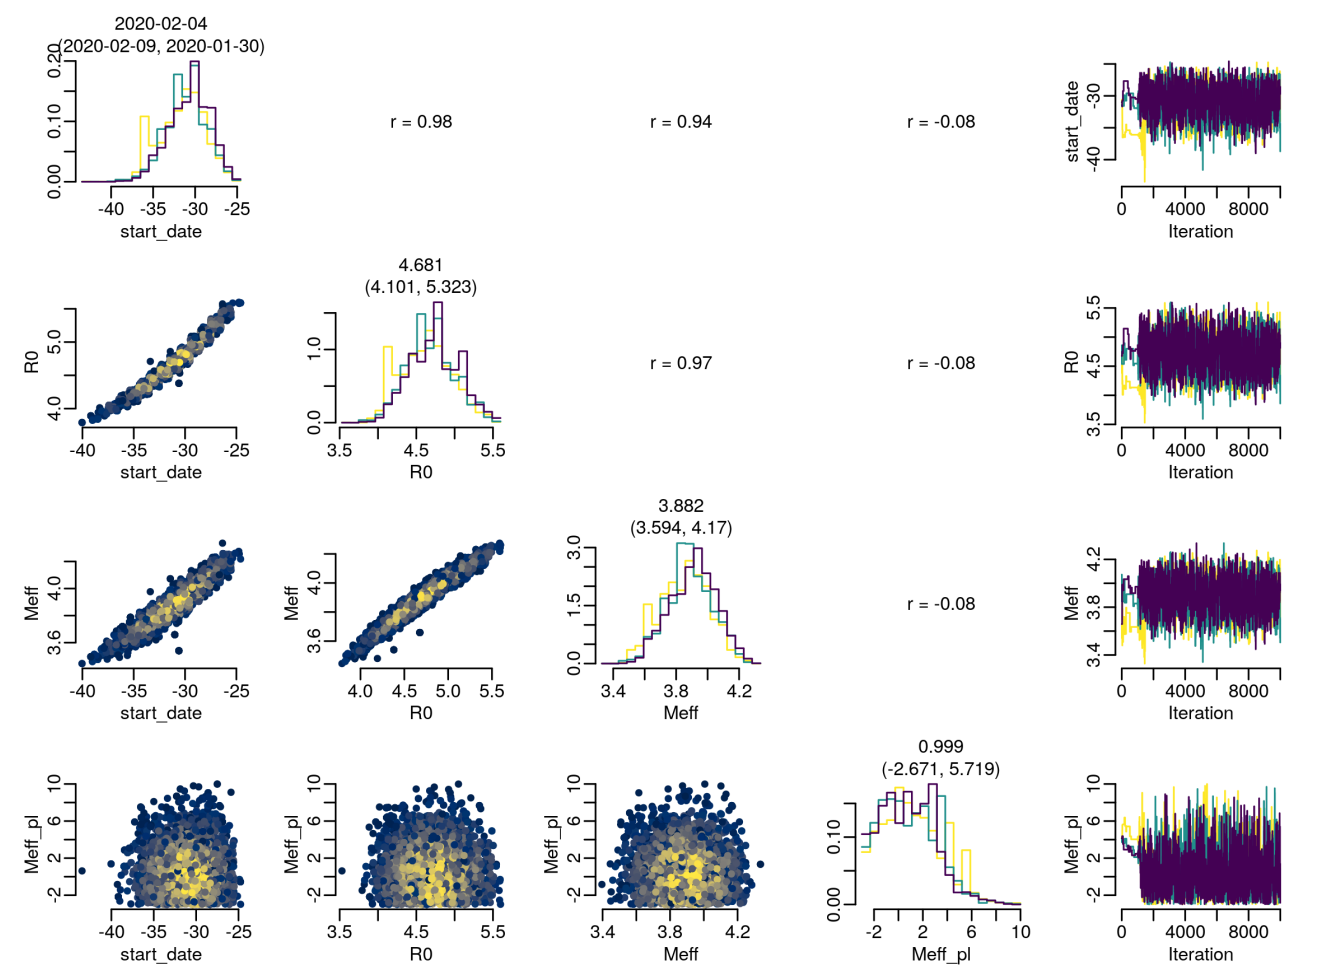 2020-02-04
(2020-02-09, 2020-01-30)
0.00 0.10 0.20
-40 -35 -30 -25
start_date
r = 0.98
r = 0.94
r = -0.08
start_date
-40 -30
0 4000 8000
Iteration
R0
4.0 5.0
-40 -35 -30 -25
start_date
4.681
(4.101, 5.323)
0.0 1.0
3.5 4.5 5.5
R0
r = 0.97
r = -0.08
R0
3.5 4.5 5.5
0 4000 8000
Iteration
Meff
3.6 4.0
-40 -35 -30 -25
start_date
Meff
3.6 4.0
4.0 4.5 5.0 5.5
R0
3.882
(3.594, 4.17)
0.0 1.5 3.0
3.4 3.8 4.2
Meff
r = -0.08
Meff
3.4 3.8 4.2
0 4000 8000
Iteration
Meff_pl
-2 2 6 10
-40 -35 -30 -25
start_date
Meff_pl
-2 2 6 10
3.5 4.5 5.5
R0
Meff_pl
-2 2 6 10
3.4 3.8 4.2
Meff
0.999
(-2.671, 5.719)
0.00 0.10
-2 2 6 10
Meff_pl
Meff_pl
-2 2 6 10
0 4000 8000
Iteration